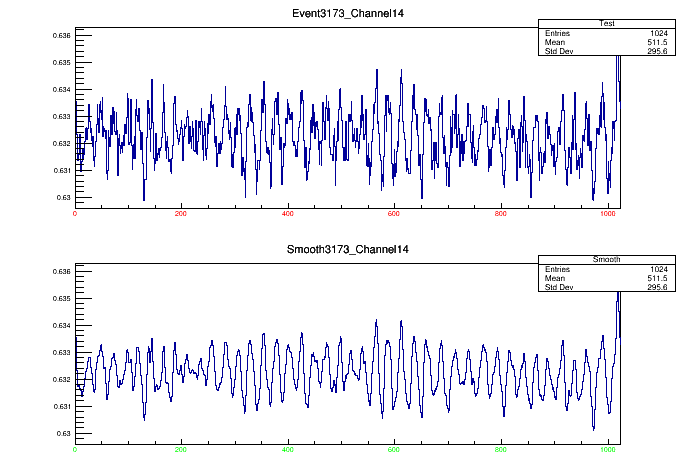 Event3173_Channel14
Test
Entries 1024
Mean 511.5
Std Dev 295.6
0.636
0.635
0.634
0.633
0.632
0.631
0.63
0 200 400 600 800 1000
Smooth3173_Channel14
Smooth
Entries 1024
Mean 511.5
Std Dev 295.6
0.636
0.635
0.634
0.633
0.632
0.631
0.63
0 200 400 600 800 1000